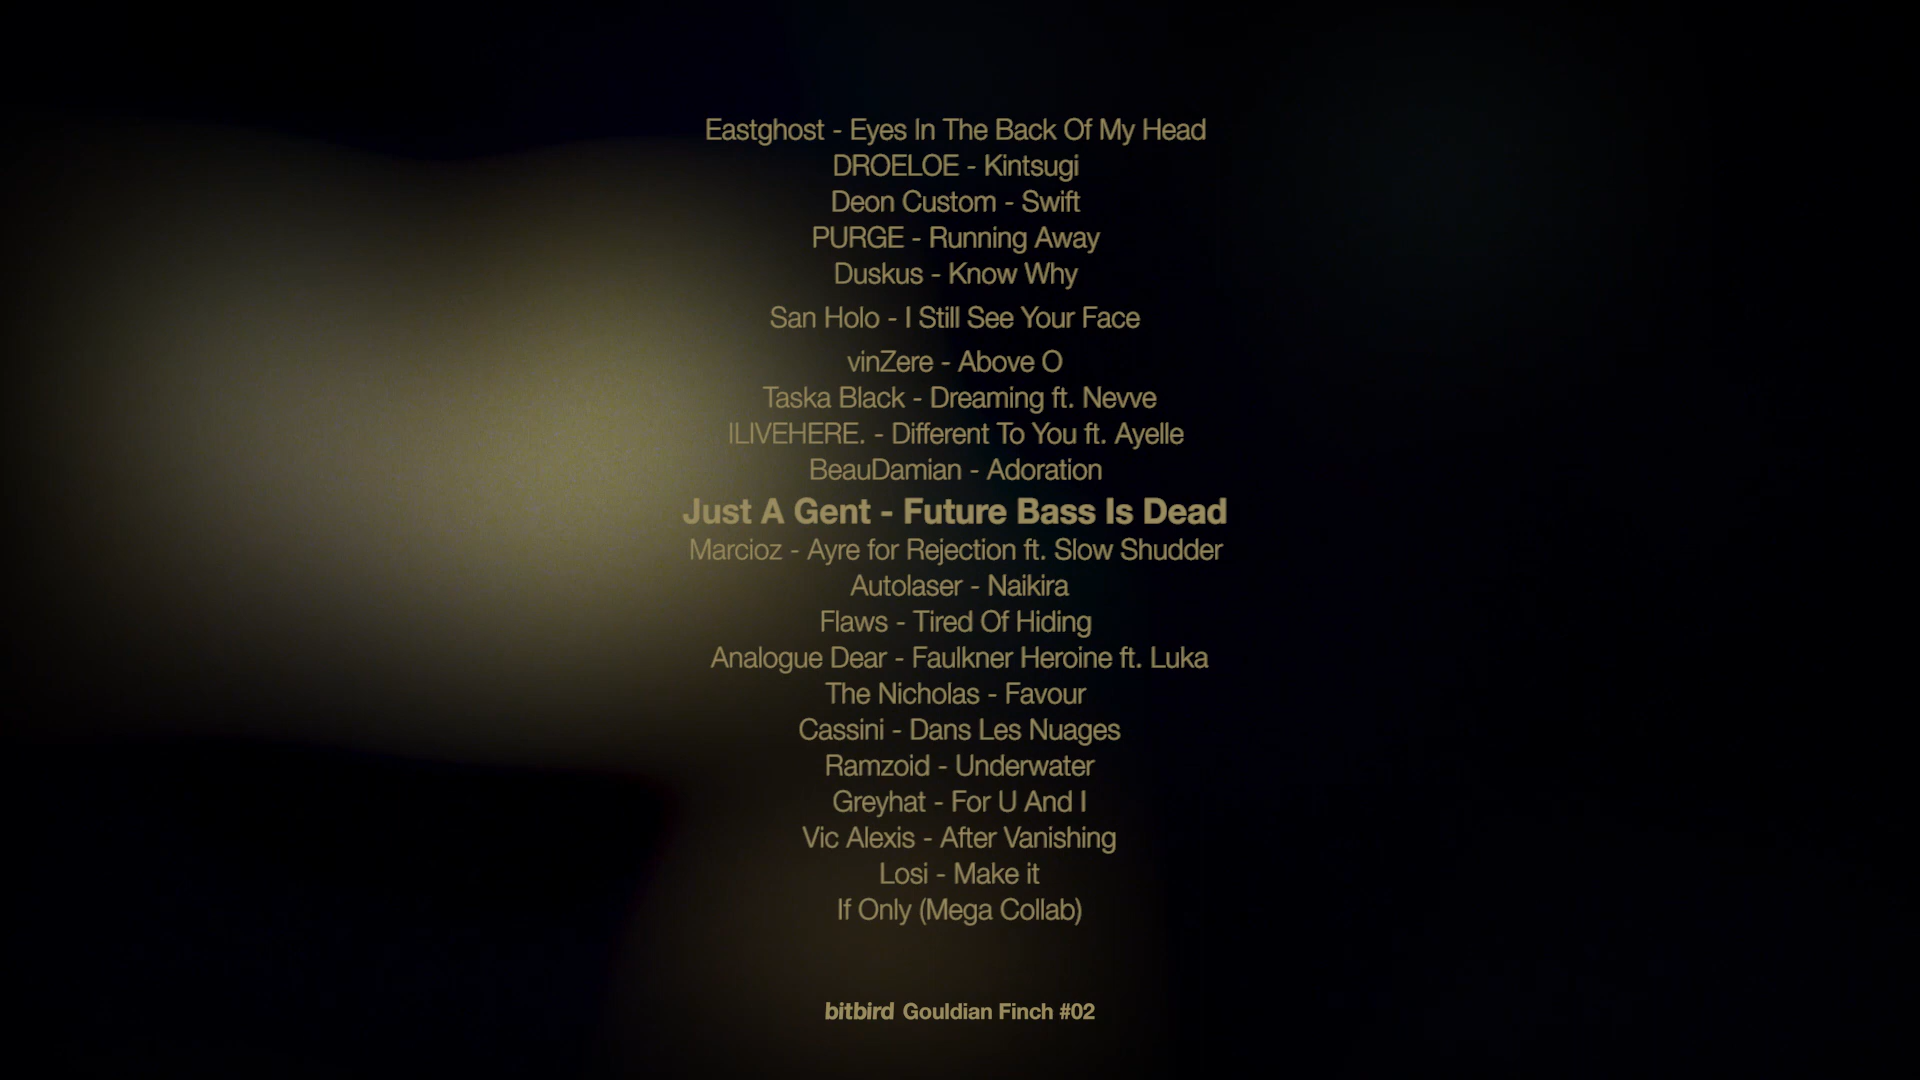 Eastghost - Eyes In The Back Of My Head
DROELOE - Kintsugi
Deon Custom - Swift
PURGE - Running Away
Duskus - Know Why
San Holo - I Still See Your Face
vinZere - Above O
Taska Black - Dreaming ft. Nevve
ILIVEHERE. - Different To You ft. Ayelle
BeauDamian - Adoration
Just A Gent - Future Bass Is Dead
Marcioz - Ayre for Rejection ft. Slow Shudder
Autolaser - Naikira
Flaws - Tired Of Hiding
Analogue Dear - Faulkner Heroine ft. Luka
The Nicholas - Favour
Cassini - Dans Les Nuages
Ramzoid - Underwater
Greyhat - For U And I
Vic Alexis - After Vanishing
Losi - Make it
If Only (Mega Collab)
bitbird Gouldian Finch #02